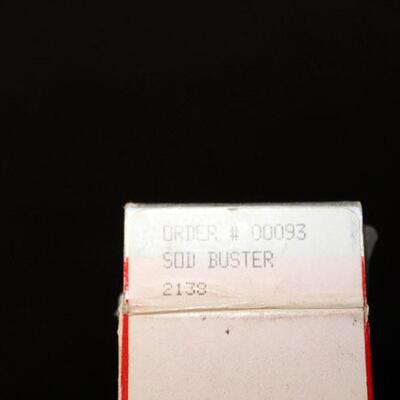 ORDER # 00093
SOD BUSTER
2138